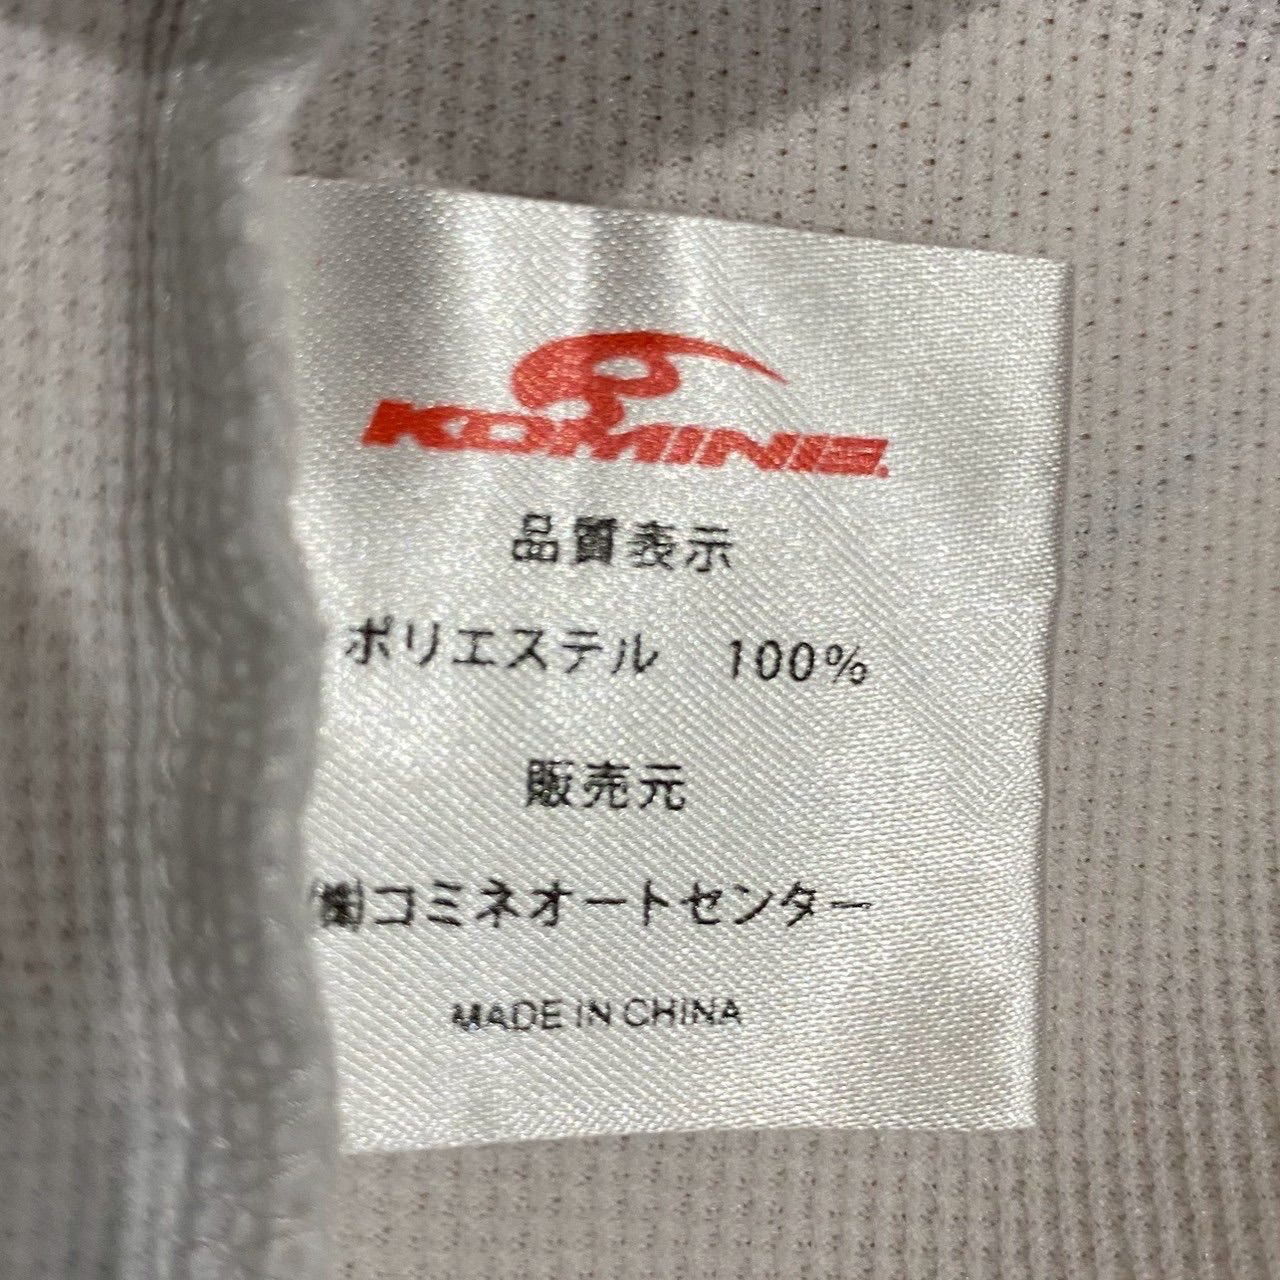 KOMINE
品質表示
ポリエステル 100%
販売元
㈱コミネオートセンター
MADE IN CHINA